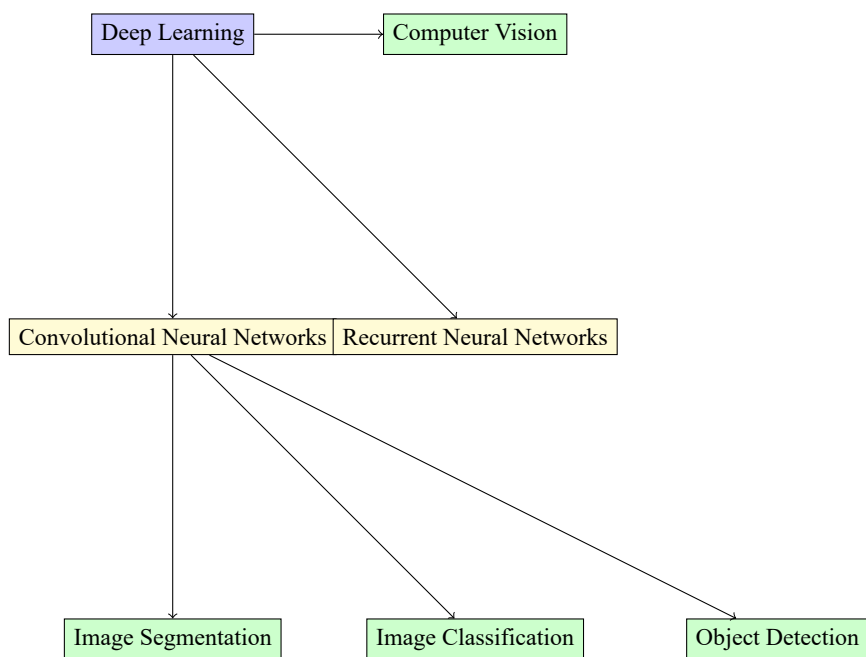 Deep Learning
Computer Vision
Convolutional Neural Networks
Recurrent Neural Networks
Image Segmentation
Image Classification
Object Detection